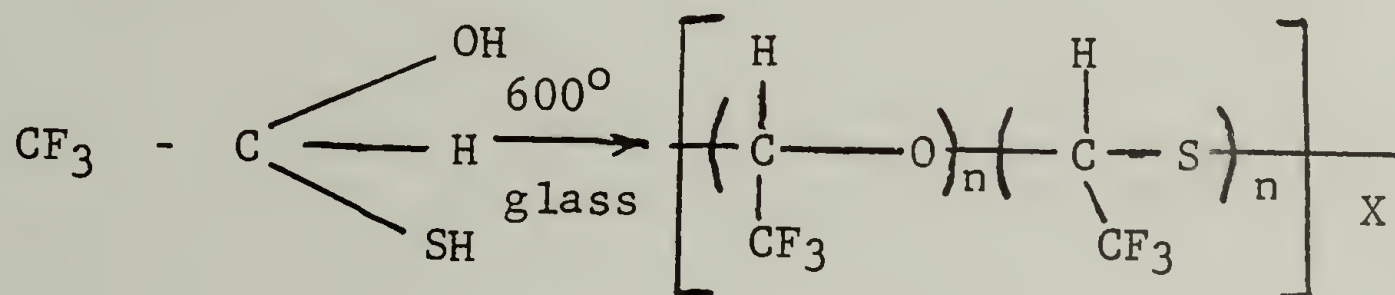 OH H H
600°
CF3 - C H ( C O )n ( C S )n
glass X
SH CF3 CF3